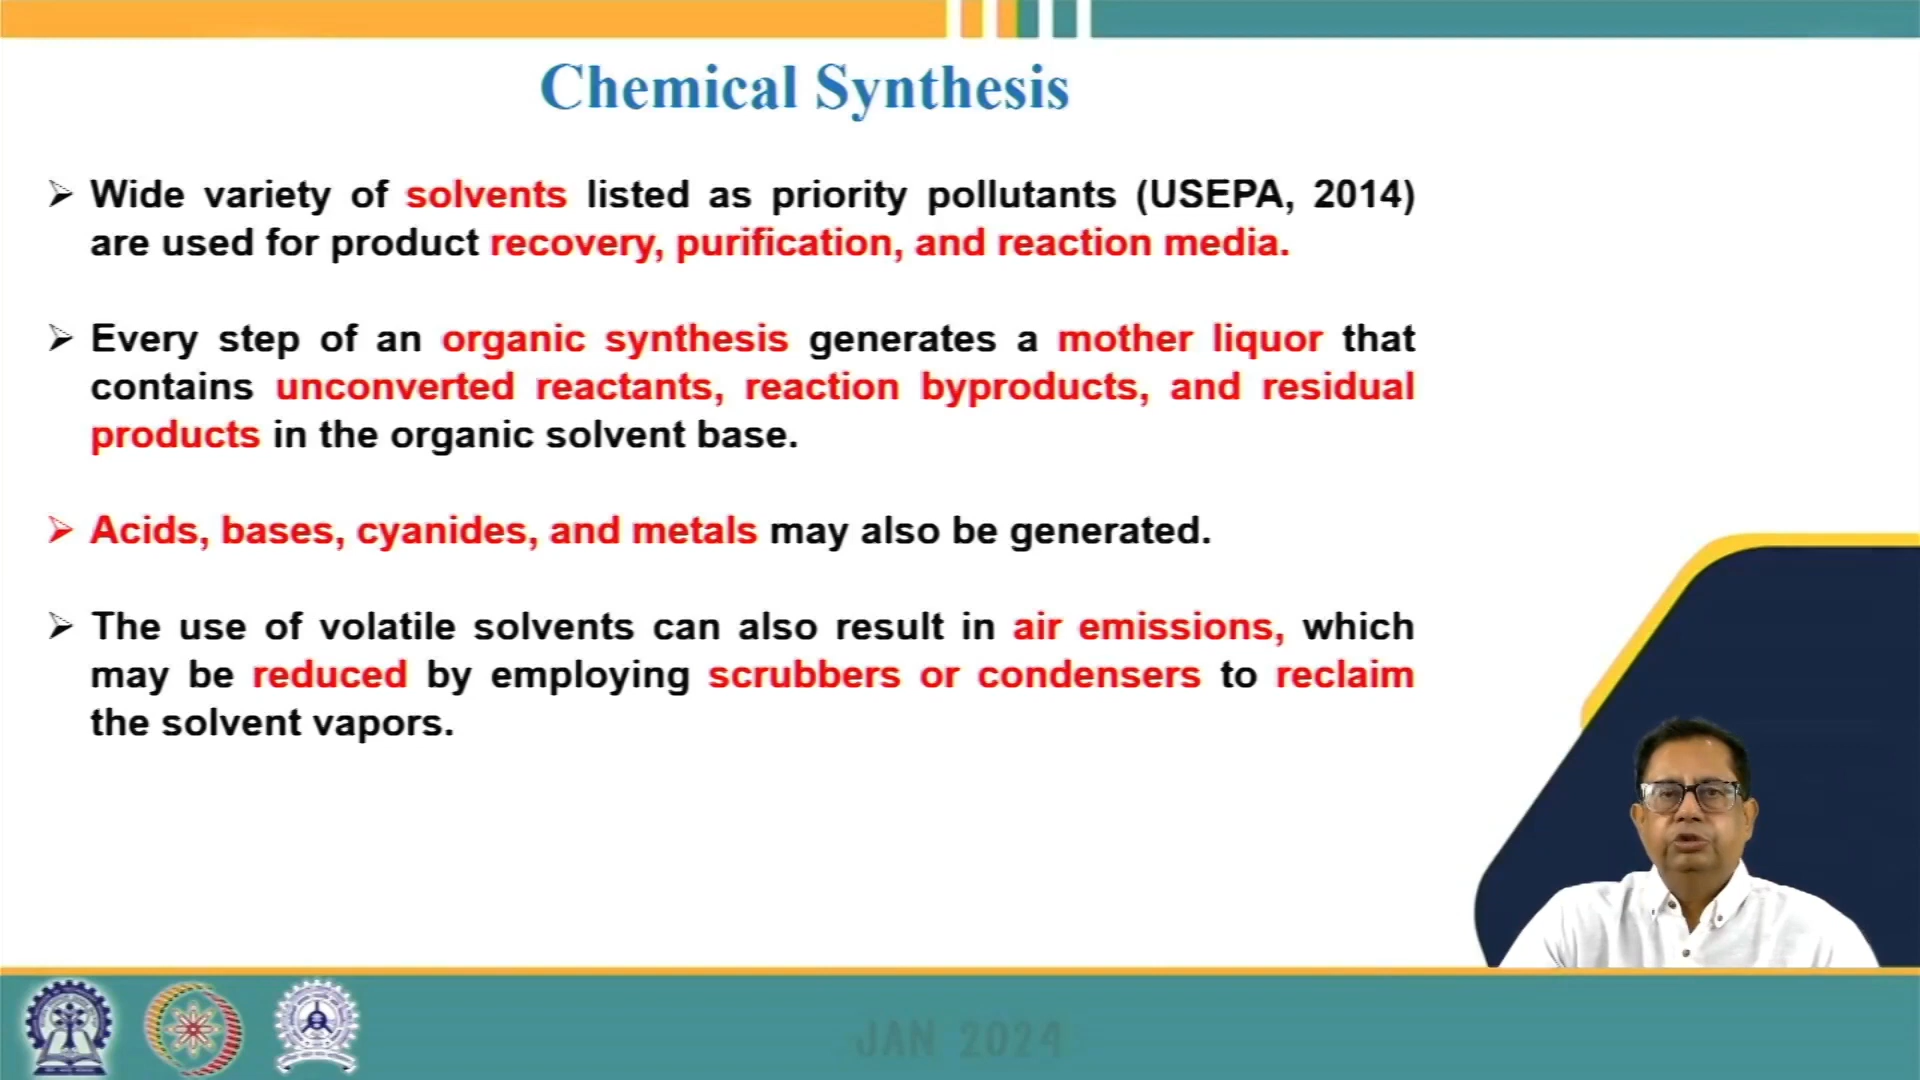 Chemical Synthesis
Wide variety of solvents listed as priority pollutants (USEPA, 2014)
are used for product recovery, purification, and reaction media.
Every step of an organic synthesis generates a mother liquor that
contains unconverted reactants, reaction byproducts, and residual
products in the organic solvent base.
Acids, bases, cyanides, and metals may also be generated.
The use of volatile solvents can also result in air emissions, which
may be reduced by employing scrubbers or condensers to reclaim
the solvent vapors.
JAN 2024